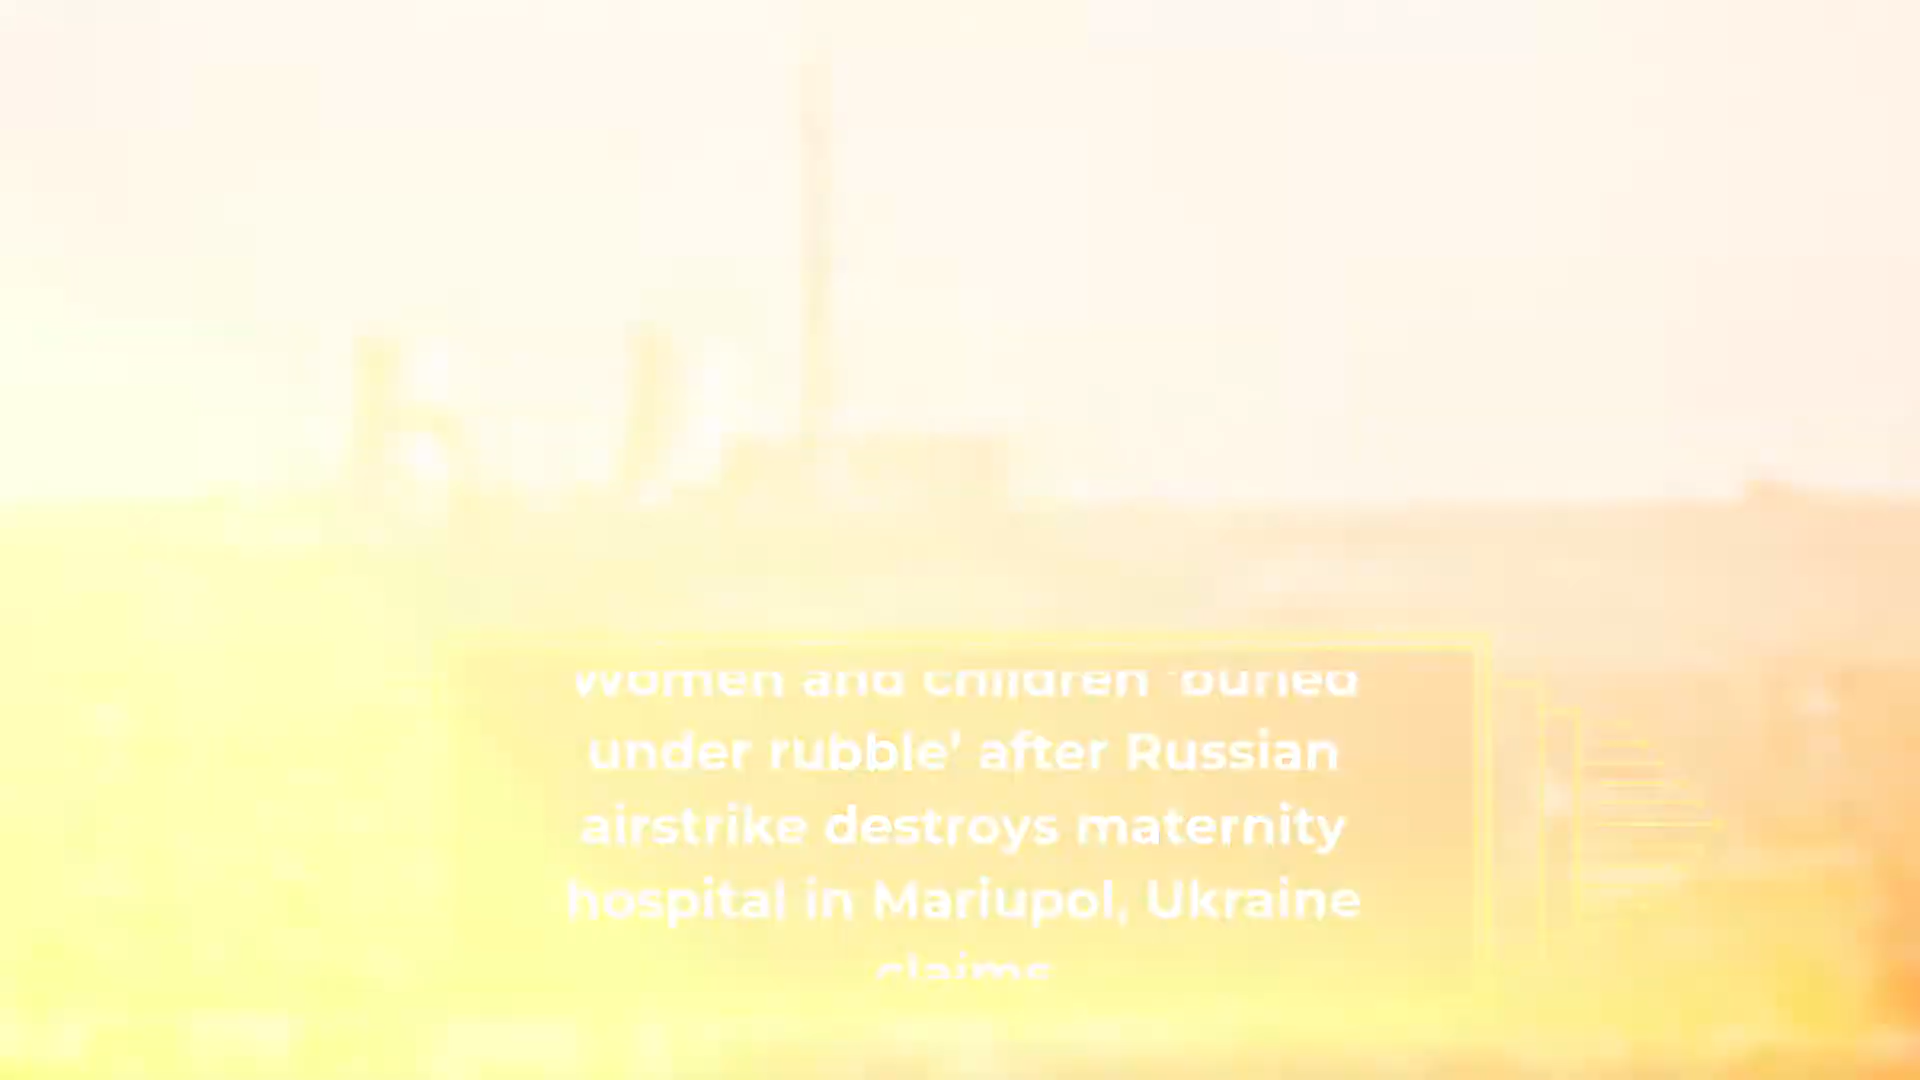 Women and children ‘buried
under rubble’ after Russian
airstrike destroys maternity
hospital in Mariupol, Ukraine
claims